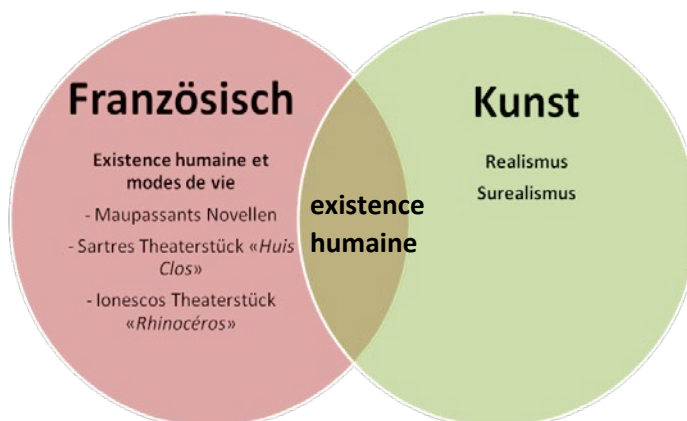 Französisch
Existence humaine et
modes de vie
- Maupassants Novellen
- Sartres Theaterstück «Huis
Clos»
- Ionescos Theaterstück
«Rhinocéros»
existence
humaine
Kunst
Realismus
Surealismus